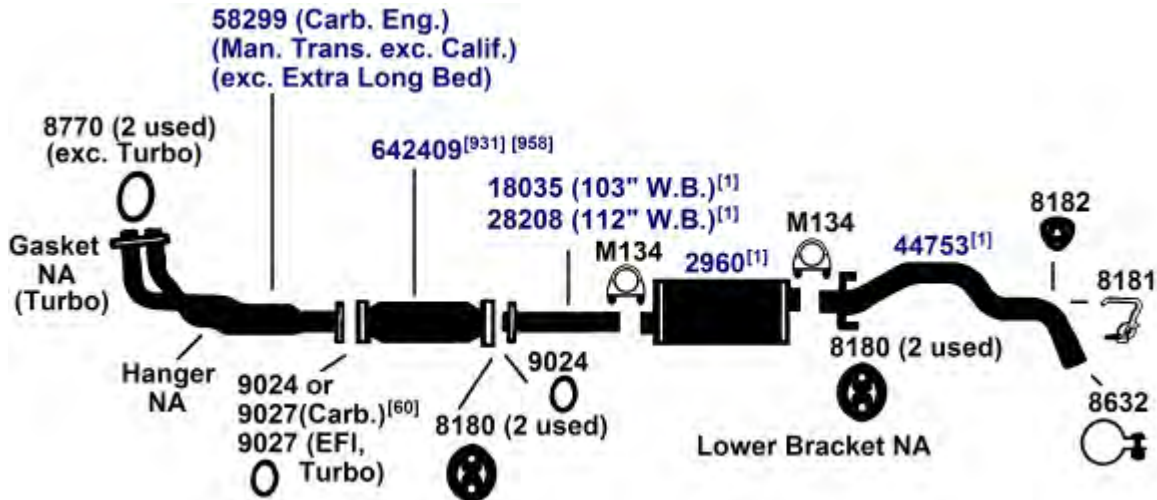 58299 (Carb. Eng.)
(Man. Trans. exc. Calif.)
(exc. Extra Long Bed)
8770 (2 used)
(exc. Turbo)
642409[931] [958]
18035 (103" W.B.)[1]
28208 (112" W.B.)[1]
M134
2960[1]
M134
44753[1]
8182
8181
Gasket
NA
(Turbo)
Hanger
NA
9024 or
9027(Carb.)[60]
9027 (EFI,
Turbo)
8180 (2 used)
9024
8180 (2 used)
Lower Bracket NA
8632